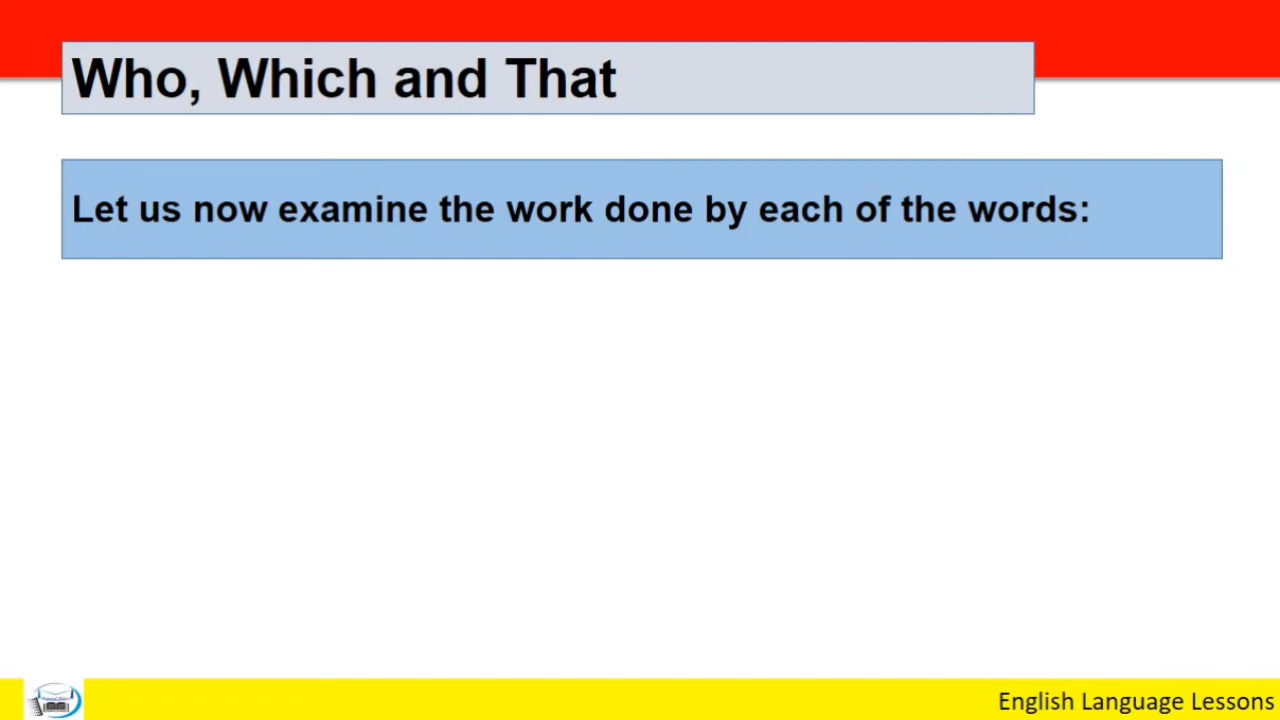 Who, Which and That
Let us now examine the work done by each of the words:
English Language Lessons